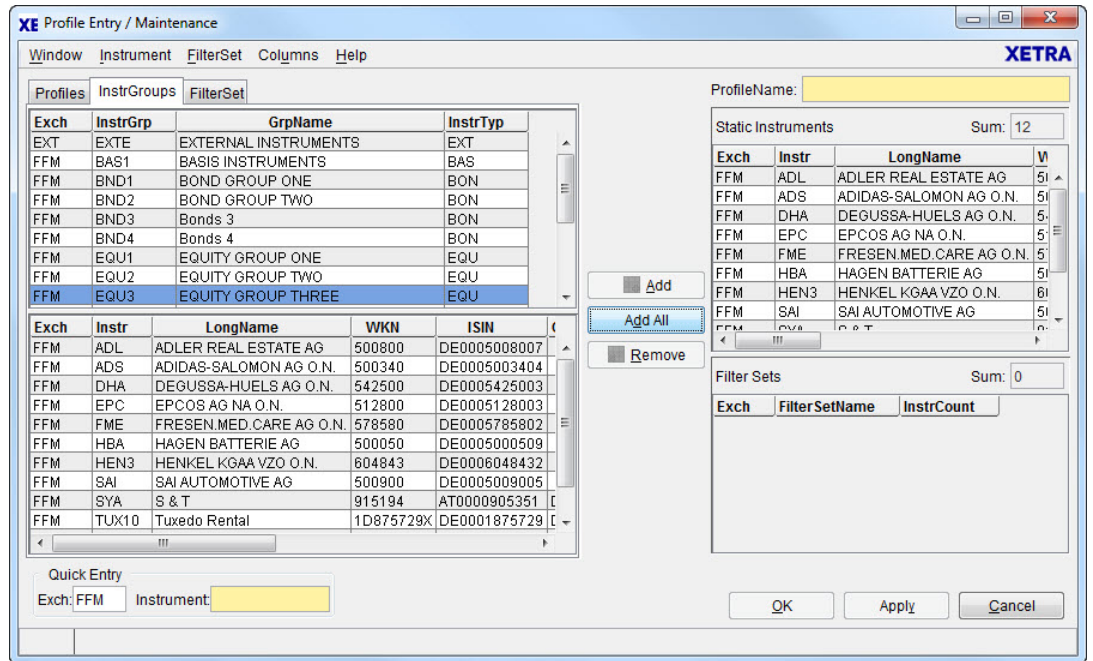 XE Profile Entry / Maintenance
Window Instrument FilterSet Columns Help XETRA
Profiles InstrGroups FilterSet
Exch InstrGrp GrpName InstrTyp
EXT EXTE EXTERNAL INSTRUMENTS EXT
FFM BAS1 BASIS INSTRUMENTS BAS
FFM BND1 BOND GROUP ONE BON
FFM BND2 BOND GROUP TWO BON
FFM BND3 Bonds 3 BON
FFM BND4 Bonds 4 BON
FFM EQU1 EQUITY GROUP ONE EQU
FFM EQU2 EQUITY GROUP TWO EQU
FFM EQU3 EQUITY GROUP THREE EQU
Exch Instr LongName WKN ISIN
FFM ADL ADLER REAL ESTATE AG 500800 DE0005008007
FFM ADS ADIDAS-SALOMON AG O.N. 500340 DE0005003404
FFM DHA DEGUSSA-HUELS AG O.N. 542500 DE0005425003
FFM EPC EPCOS AG NA O.N. 512800 DE0005128003
FFM FME FRESEN.MED.CARE AG O.N. 578580 DE0005785802
FFM HBA HAGEN BATTERIE AG 500050 DE0005000509
FFM HEN3 HENKEL KGAA VZO O.N. 604843 DE0006048432
FFM SAI SAI AUTOMOTIVE AG 500900 DE0005009005
FFM SYA S & T 915194 AT0000905351
FFM TUX10 Tuxedo Rental 1D875729X DE0001875729
Quick Entry
Exch: FFM Instrument:
Add
Add All
Remove
ProfileName:
Static Instruments Sum: 12
Exch Instr LongName
FFM ADL ADLER REAL ESTATE AG
FFM ADS ADIDAS-SALOMON AG O.N.
FFM DHA DEGUSSA-HUELS AG O.N.
FFM EPC EPCOS AG NA O.N.
FFM FME FRESEN.MED.CARE AG O.N.
FFM HBA HAGEN BATTERIE AG
FFM HEN3 HENKEL KGAA VZO O.N.
FFM SAI SAI AUTOMOTIVE AG
Filter Sets Sum: 0
Exch FilterSetName InstrCount
OK Apply Cancel